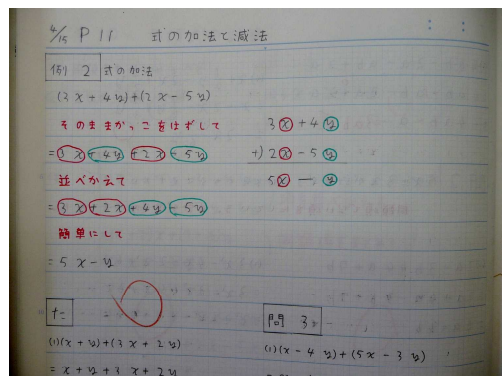 4/15 P 11 式の加法と減法
例 2 式の加法
(3x+4y)+(2x-5y)
そのままかっこをはずして
=3x+4y+2x-5y
並べかえて
=3x+2x+4y-5y
簡単にして
=5x-y
3x+4y
+) 2x-5y
5x-y
(1)(x+y)+(3x+2y)
=x+y+3x+2y
問 3
(1)(x-4y)+(5x-3y)